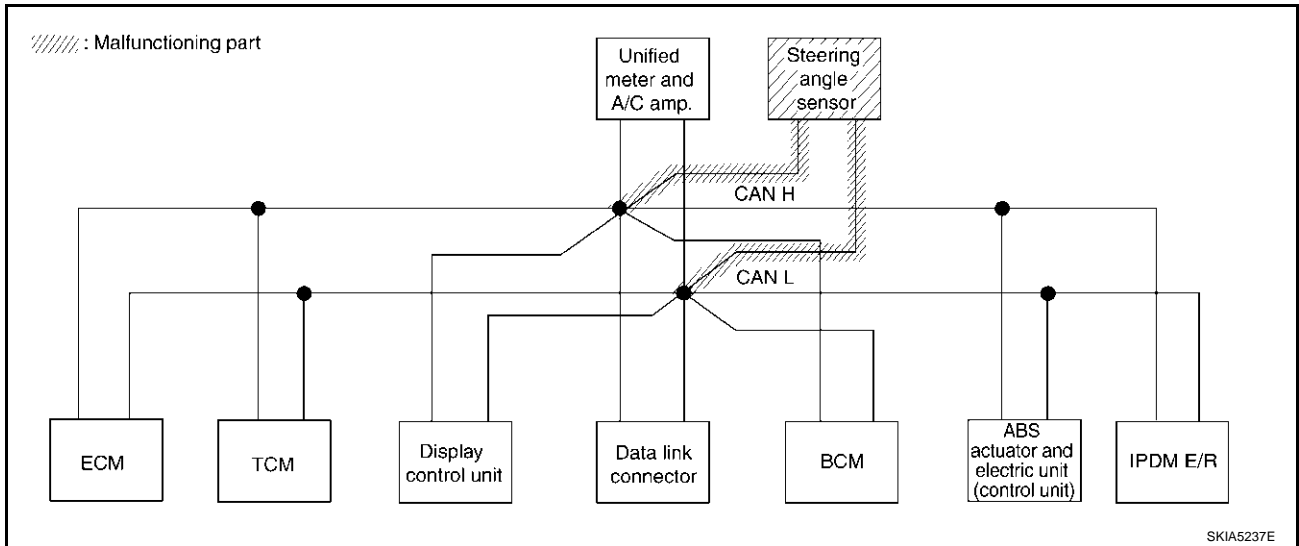 : Malfunctioning part
Unified
meter and
A/C amp.
Steering
angle
sensor
CAN H
CAN L
ECM
TCM
Display
control unit
Data link
connector
BCM
ABS
actuator and
electric unit
(control unit)
IPDM E/R
SKIA5237E